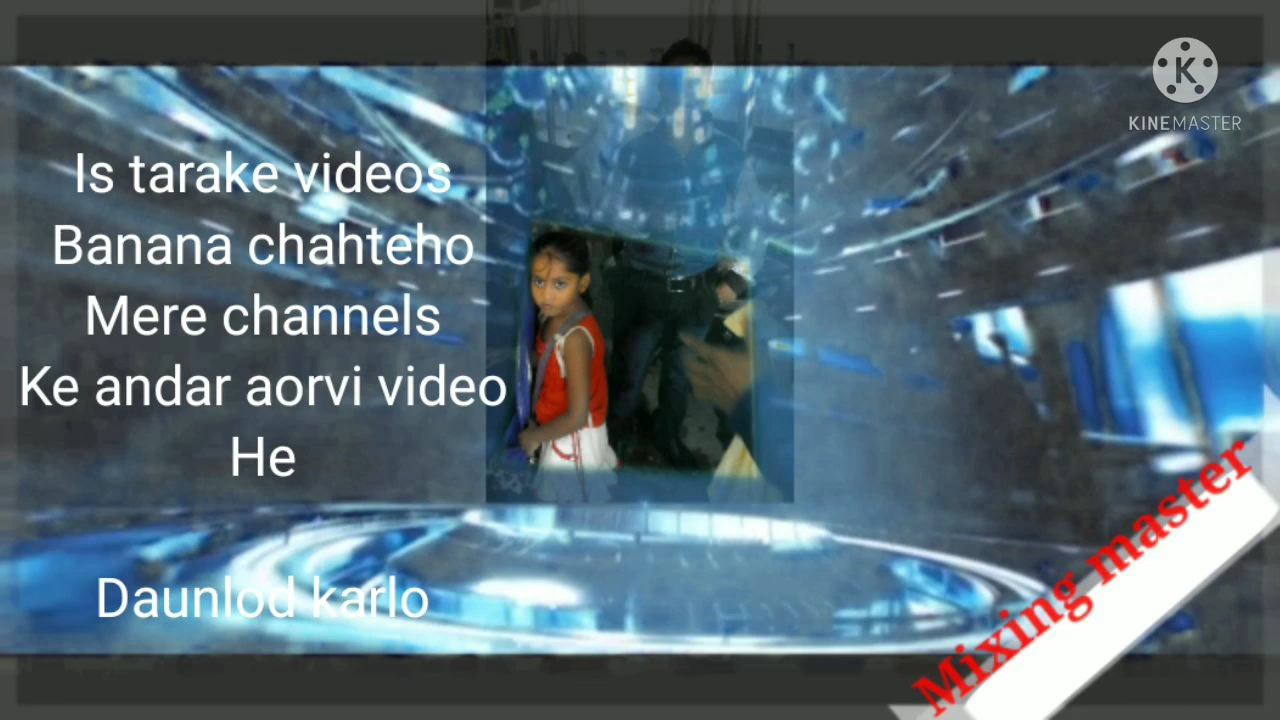 Is tarake videos
Banana chahteho
Mere channels
Ke andar aorvi video
He
Daunlod karlo
KINEMASTER
Mixing master